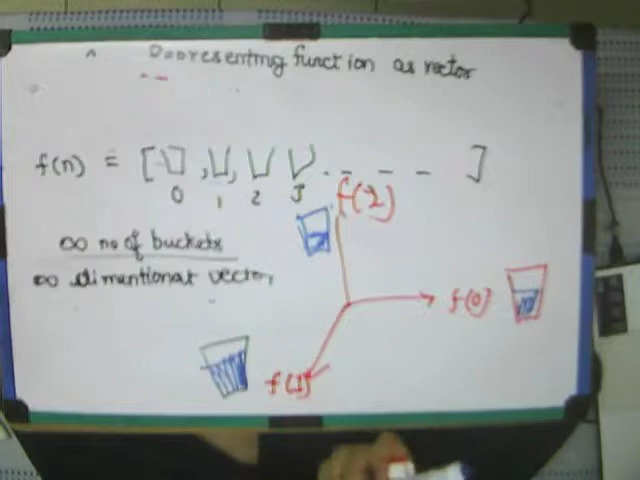 Representing function as vector
f(n) = [ , , - - - - ]
0 1 2 3
f(2)
∞ no of buckets
∞ dimentional vector,
f(0)
f(1)